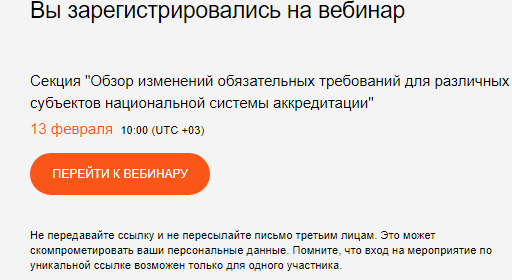 Вы зарегистрировались на вебинар
Секция "Обзор изменений обязательных требований для различных
субъектов национальной системы аккредитации"
13 февраля 10:00 (UTC +03)
ПЕРЕЙТИ К ВЕБИНАРУ
Не передавайте ссылку и не пересылайте письмо третьим лицам. Это может
скомпрометировать ваши персональные данные. Помните, что вход на мероприятие по
уникальной ссылке возможен только для одного участника.